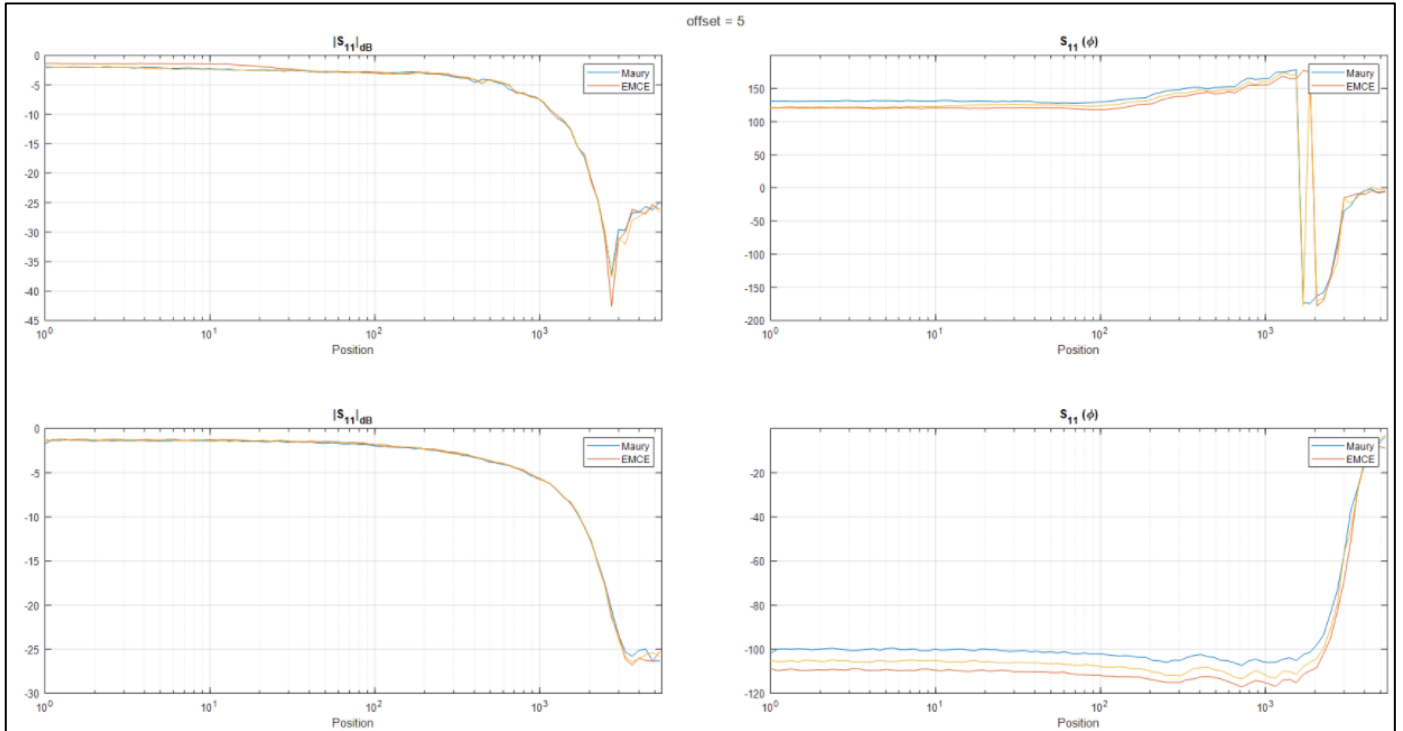 offset = 5
|S11|dB
0
-5
-10
-15
-20
-25
-30
-35
-40
-45
10^0
10^1
10^2
10^3
Position
Maury
EMCE
S11 (ϕ)
150
100
50
0
-50
-100
-150
-200
10^0
10^1
10^2
10^3
Position
Maury
EMCE
|S11|dB
0
-5
-10
-15
-20
-25
-30
10^0
10^1
10^2
10^3
Position
Maury
EMCE
S11 (ϕ)
-20
-40
-60
-80
-100
-120
10^0
10^1
10^2
10^3
Position
Maury
EMCE